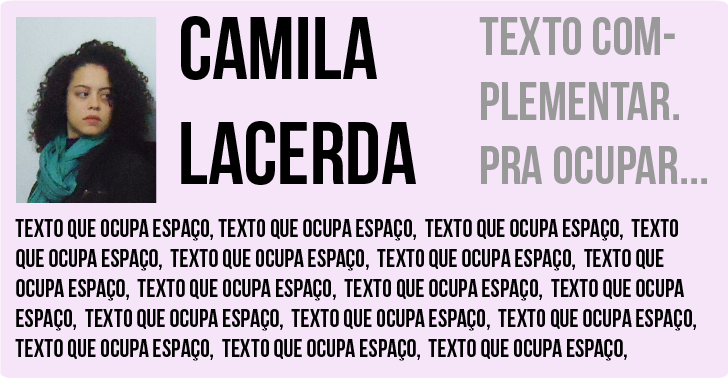 CAMILA
LACERDA
TEXTO COM-
PLEMENTAR.
PRA OCUPAR...
TEXTO QUE OCUPA ESPAÇO, TEXTO QUE OCUPA ESPAÇO, TEXTO QUE OCUPA ESPAÇO, TEXTO
QUE OCUPA ESPAÇO, TEXTO QUE OCUPA ESPAÇO, TEXTO QUE OCUPA ESPAÇO, TEXTO QUE
OCUPA ESPAÇO, TEXTO QUE OCUPA ESPAÇO, TEXTO QUE OCUPA ESPAÇO, TEXTO QUE OCUPA
ESPAÇO, TEXTO QUE OCUPA ESPAÇO, TEXTO QUE OCUPA ESPAÇO, TEXTO QUE OCUPA ESPAÇO,
TEXTO QUE OCUPA ESPAÇO, TEXTO QUE OCUPA ESPAÇO, TEXTO QUE OCUPA ESPAÇO,